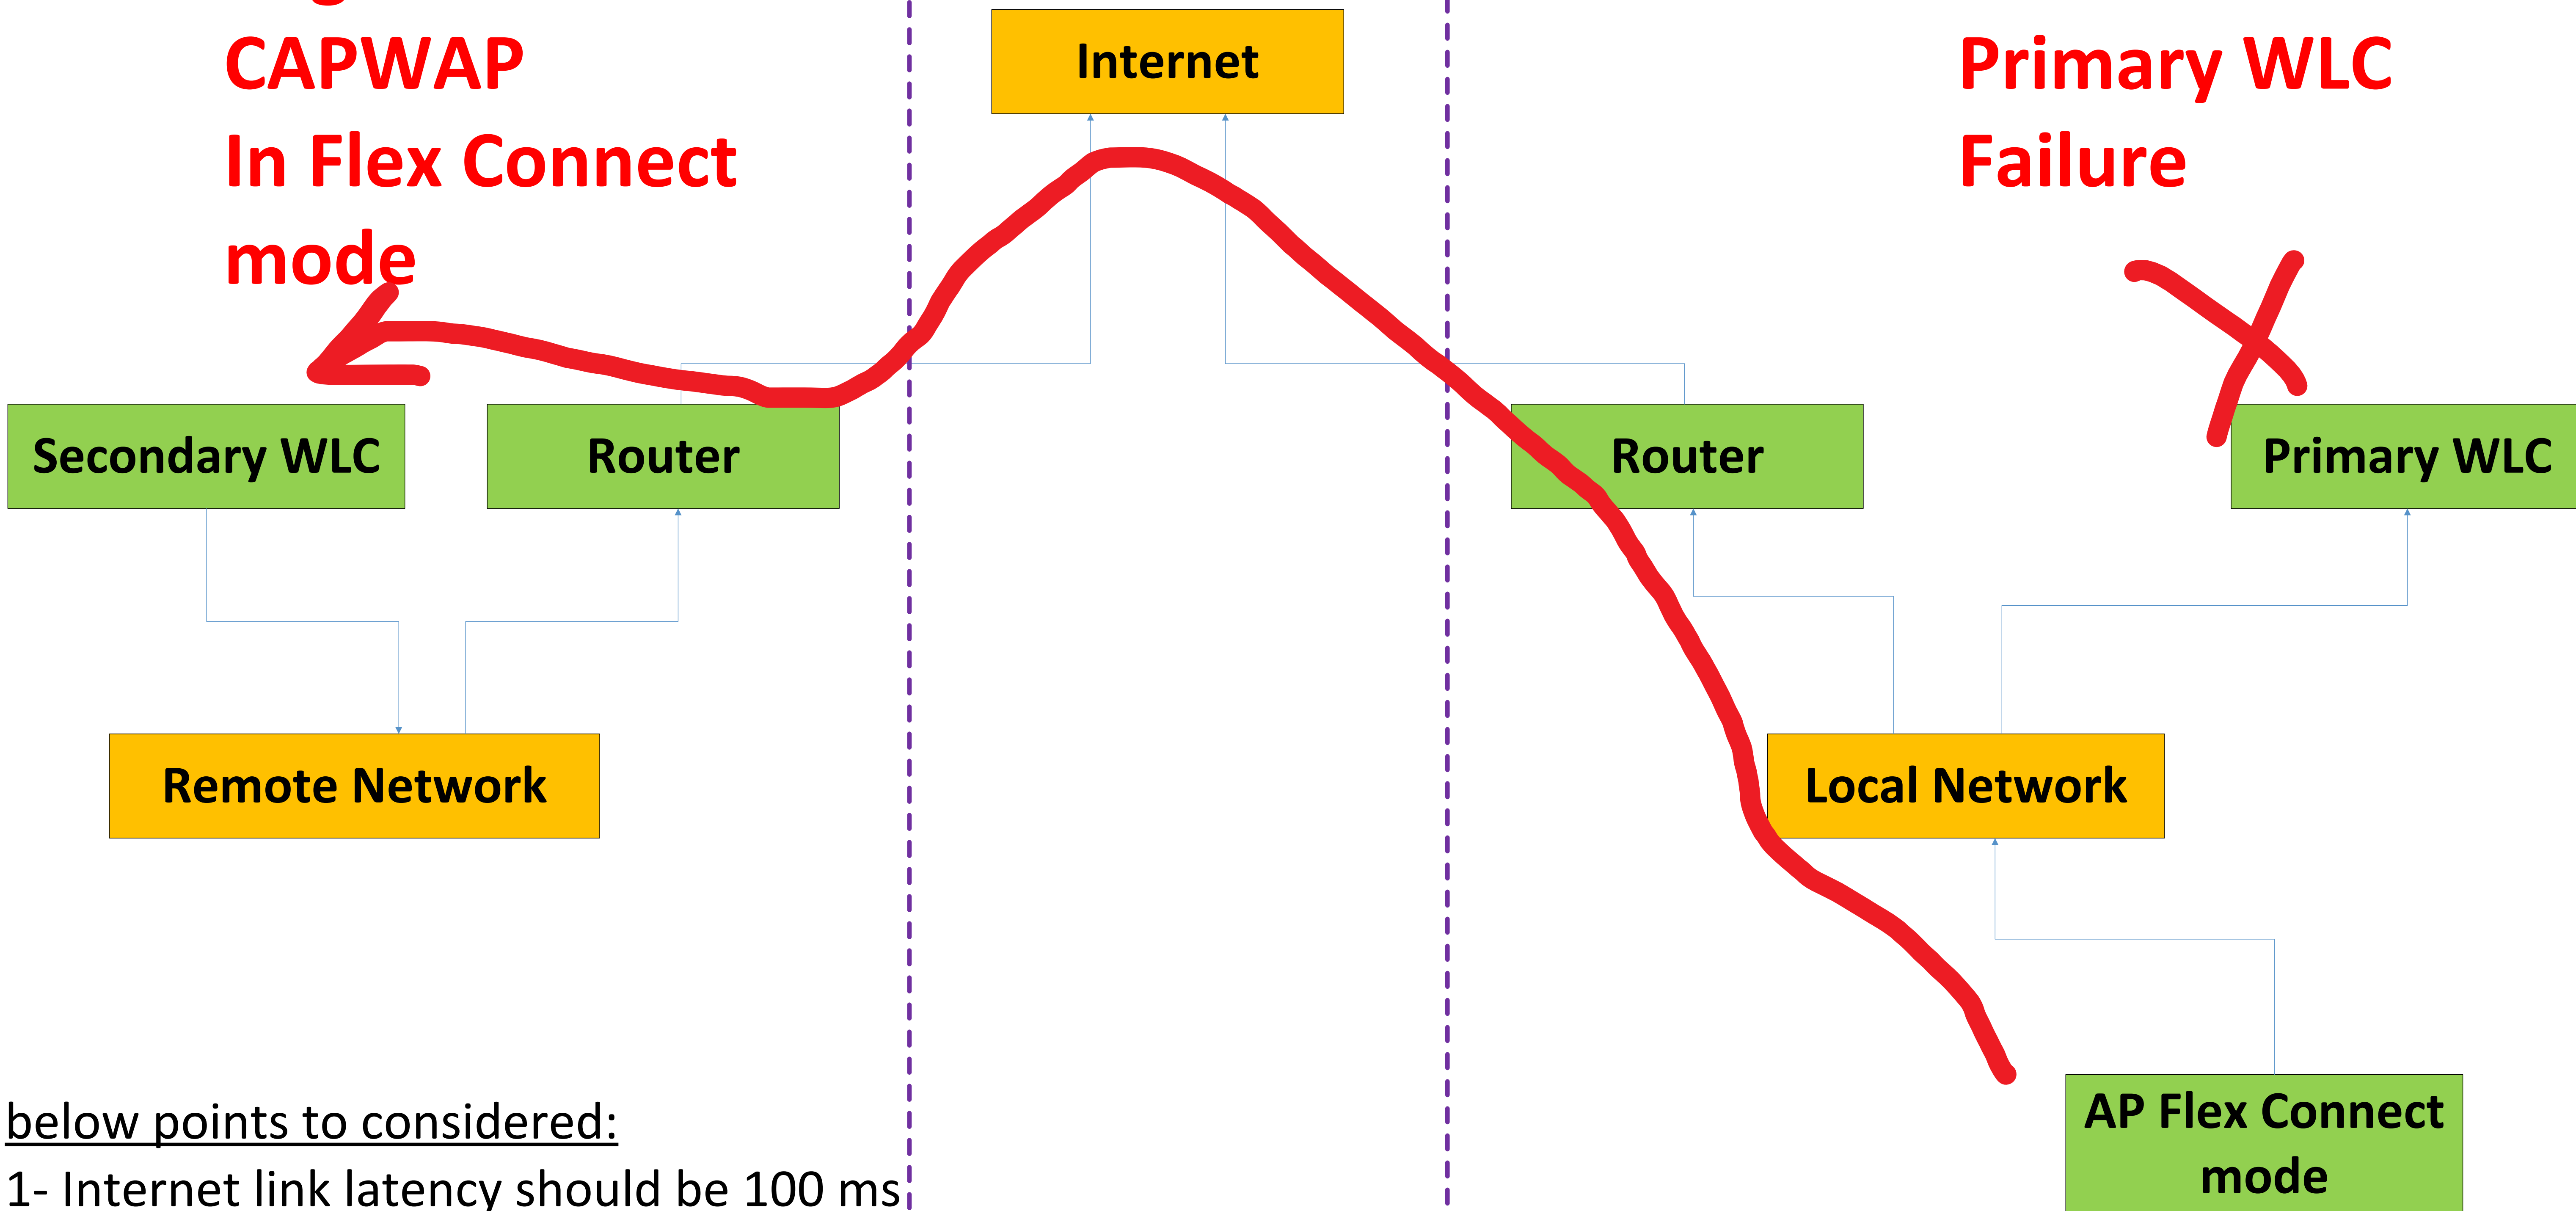 CAPWAP
In Flex Connect
mode
Internet
Primary WLC
Failure
Secondary WLC
Router
Router
Primary WLC
Remote Network
Local Network
below points to considered:
1- Internet link latency should be 100 ms
AP Flex Connect
mode